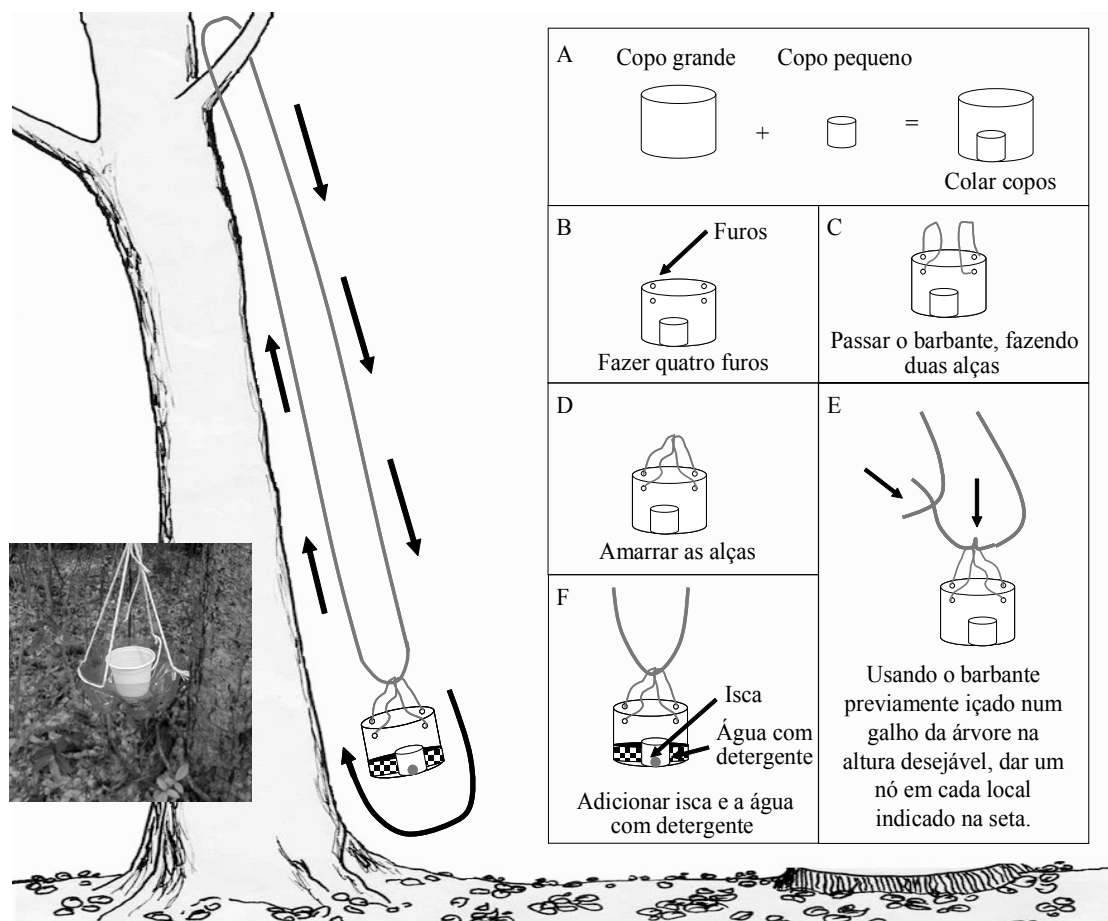 A
Copo grande
Copo pequeno
+
=
Colar copos
B
Furos
Fazer quatro furos
C
Passar o barbante, fazendo
duas alças
D
Amarrar as alças
E
Usando o barbante
previamente içado num
galho da árvore na
altura desejável, dar um
nó em cada local
indicado na seta.
F
Isca
Água com
detergente
Adicionar isca e a água
com detergente